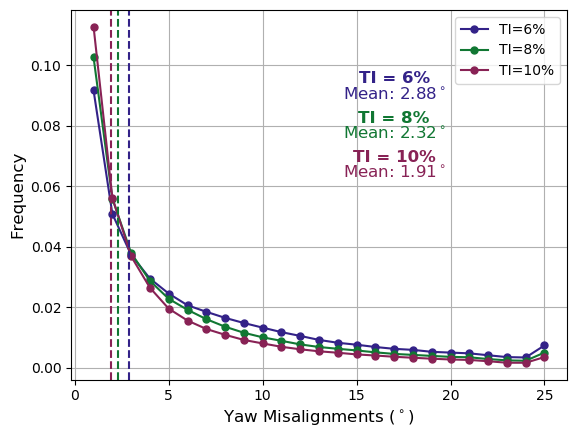 TI=6%
TI=8%
TI=10%
TI = 6%
Mean: 2.88°
TI = 8%
Mean: 2.32°
TI = 10%
Mean: 1.91°
Frequency
0.10
0.08
0.06
0.04
0.02
0.00
0 5 10 15 20 25
Yaw Misalignments (°)